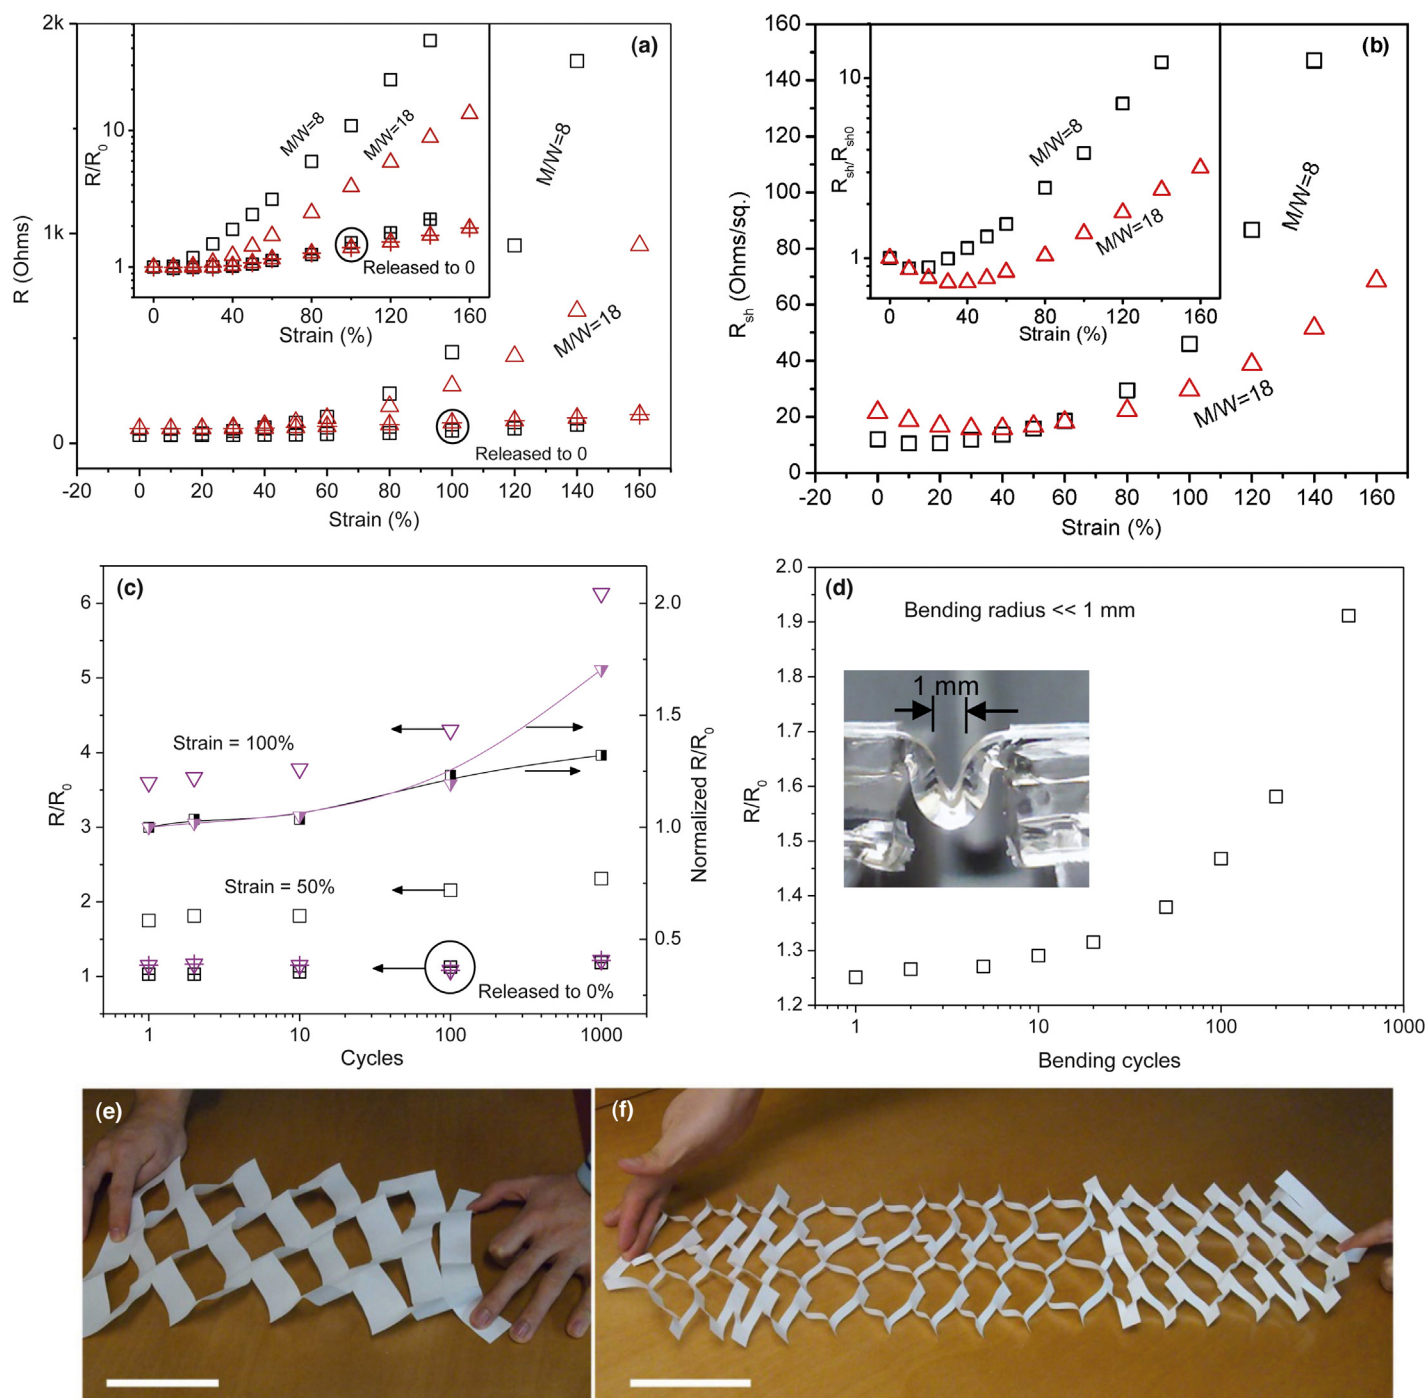 (a)
2k
1k
0
R (Ohms)
-20 0 20 40 60 80 100 120 140 160
Strain (%)
M/W=8
M/W=18
Released to 0
10
1
R/R0
0 40 80 120 160
Strain (%)
M/W=8
M/W=18
Released to 0
(b)
160
140
120
100
80
60
40
20
0
Rsh (Ohms/sq.)
-20 0 20 40 60 80 100 120 140 160
Strain (%)
M/W=8
M/W=18
10
1
Rsh/Rsh0
0 40 80 120 160
Strain (%)
M/W=8
M/W=18
(c)
6
5
4
3
2
1
R/R0
2.0
1.5
1.0
0.5
Normalized R/R0
Strain = 100%
Strain = 50%
Released to 0%
1 10 100 1000
Cycles
(d)
2.0
1.9
1.8
1.7
1.6
1.5
1.4
1.3
1.2
R/R0
Bending radius << 1 mm
1 mm
1 10 100 1000
Bending cycles
(e)
(f)